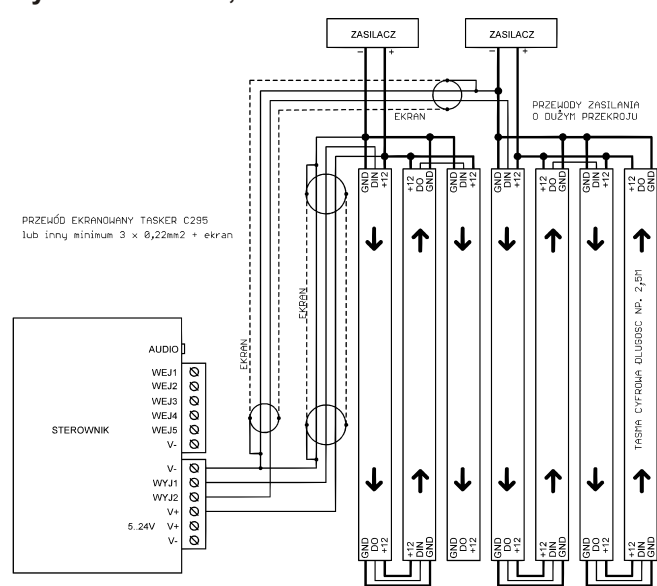 ZASILACZ
ZASILACZ
− +
- +
EKRAN
PRZEWODY ZASILANIA
O DUŻYM PRZEKROJU
GND DIN +12
+12 DO GND
GND DIN +12
GND DIN +12
+12 DO GND
GND DIN +12
+12 DO GND
PRZEWÓD EKRANOWANY TASKER C295
lub inny minimum 3 x 0,22mm2 + ekran
EKRAN
EKRAN
TASMA CYFROWA DLUGOSC NP. 2,5M
STEROWNIK
AUDIO
WEJ1
WEJ2
WEJ3
WEJ4
WEJ5
V-
V-
WYJ1
WYJ2
V+
5..24V V+
V-
GND DO +12
+12 DIN GND
GND DO +12
GND DO +12
+12 DIN GND
GND DO +12
+12 DIN GND